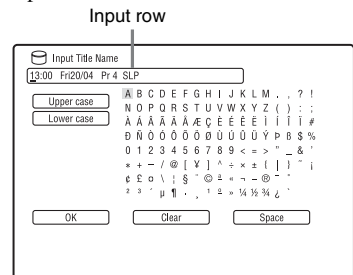 Input row
Input Title Name
13:00 Fri20/04 Pr 4 SLP
Upper case
Lower case
A B C D E F G H I J K L M . , ? !
N O P Q R S T U V W X Y Z ( ) : ;
À Á Ã Ä Â Å Æ Ç È É Ê Ë Ì Í Î Ï #
Ð Ñ Ò Ó Ô Õ Ö Ø Ù Ú Û Ü Ý Þ ß $ %
0 1 2 3 4 5 6 7 8 9 < = > " _ & '
* + – / @ [ ¥ ] ^ ÷ × ± { | } ~ ¡
¢ £ ¤ \ ¦ § ¨ © ª « ¬ – ® ¯ °
² ³ ´ µ ¶ · ¸ ¹ º » ¼ ½ ¾ ¿ `
OK
Clear
Space